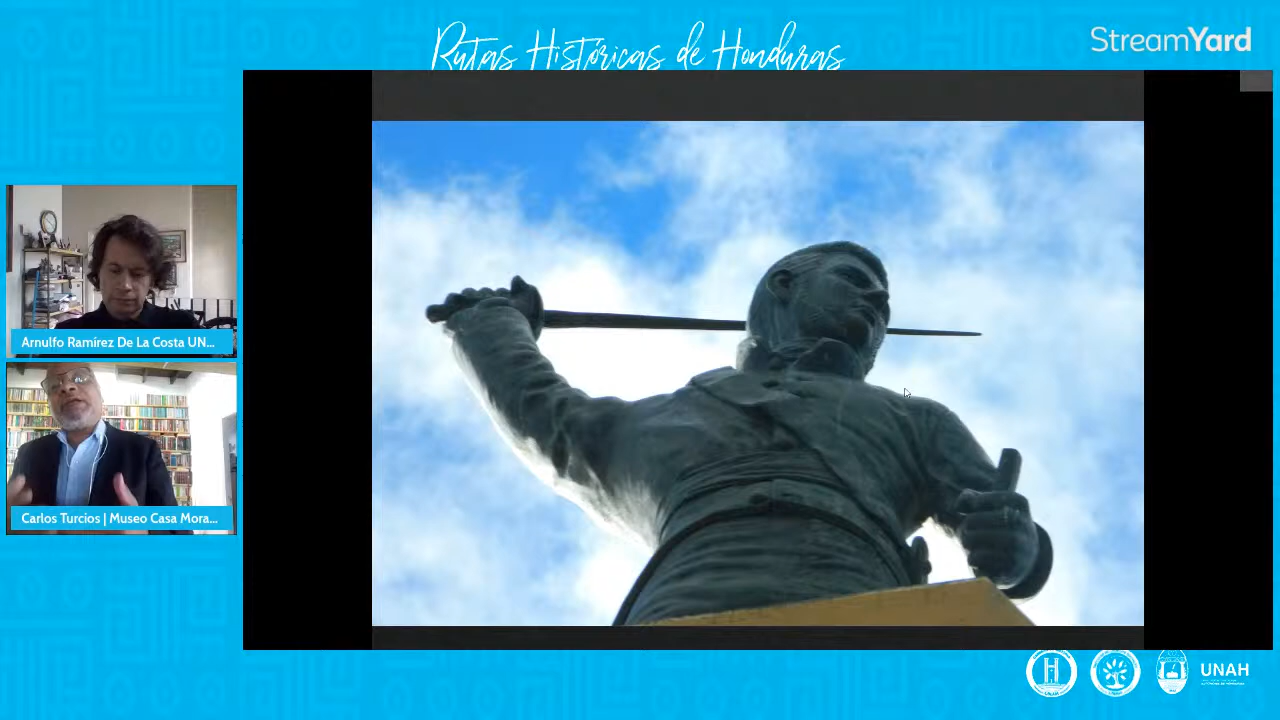 Rutas Históricas de Honduras
StreamYard
Arnulfo Ramírez De La Costa UN...
Carlos Turcios | Museo Casa Mora...
UNAH